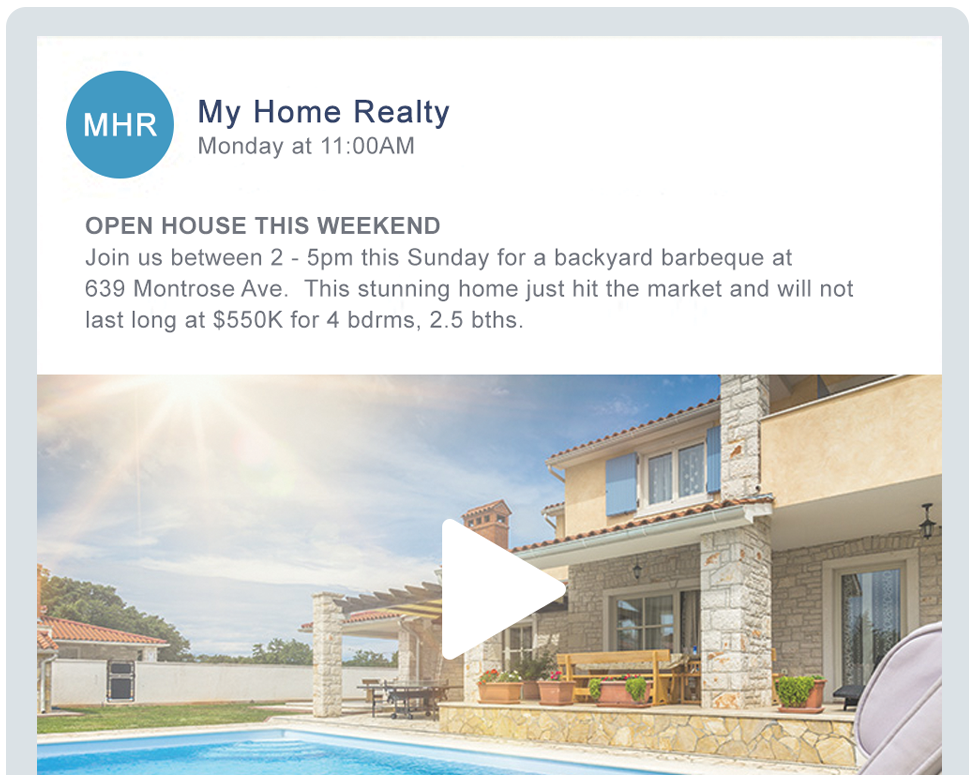 MHR
My Home Realty
Monday at 11:00AM
OPEN HOUSE THIS WEEKEND
Join us between 2 - 5pm this Sunday for a backyard barbeque at
639 Montrose Ave.  This stunning home just hit the market and will not
last long at $550K for 4 bdrms, 2.5 bths.